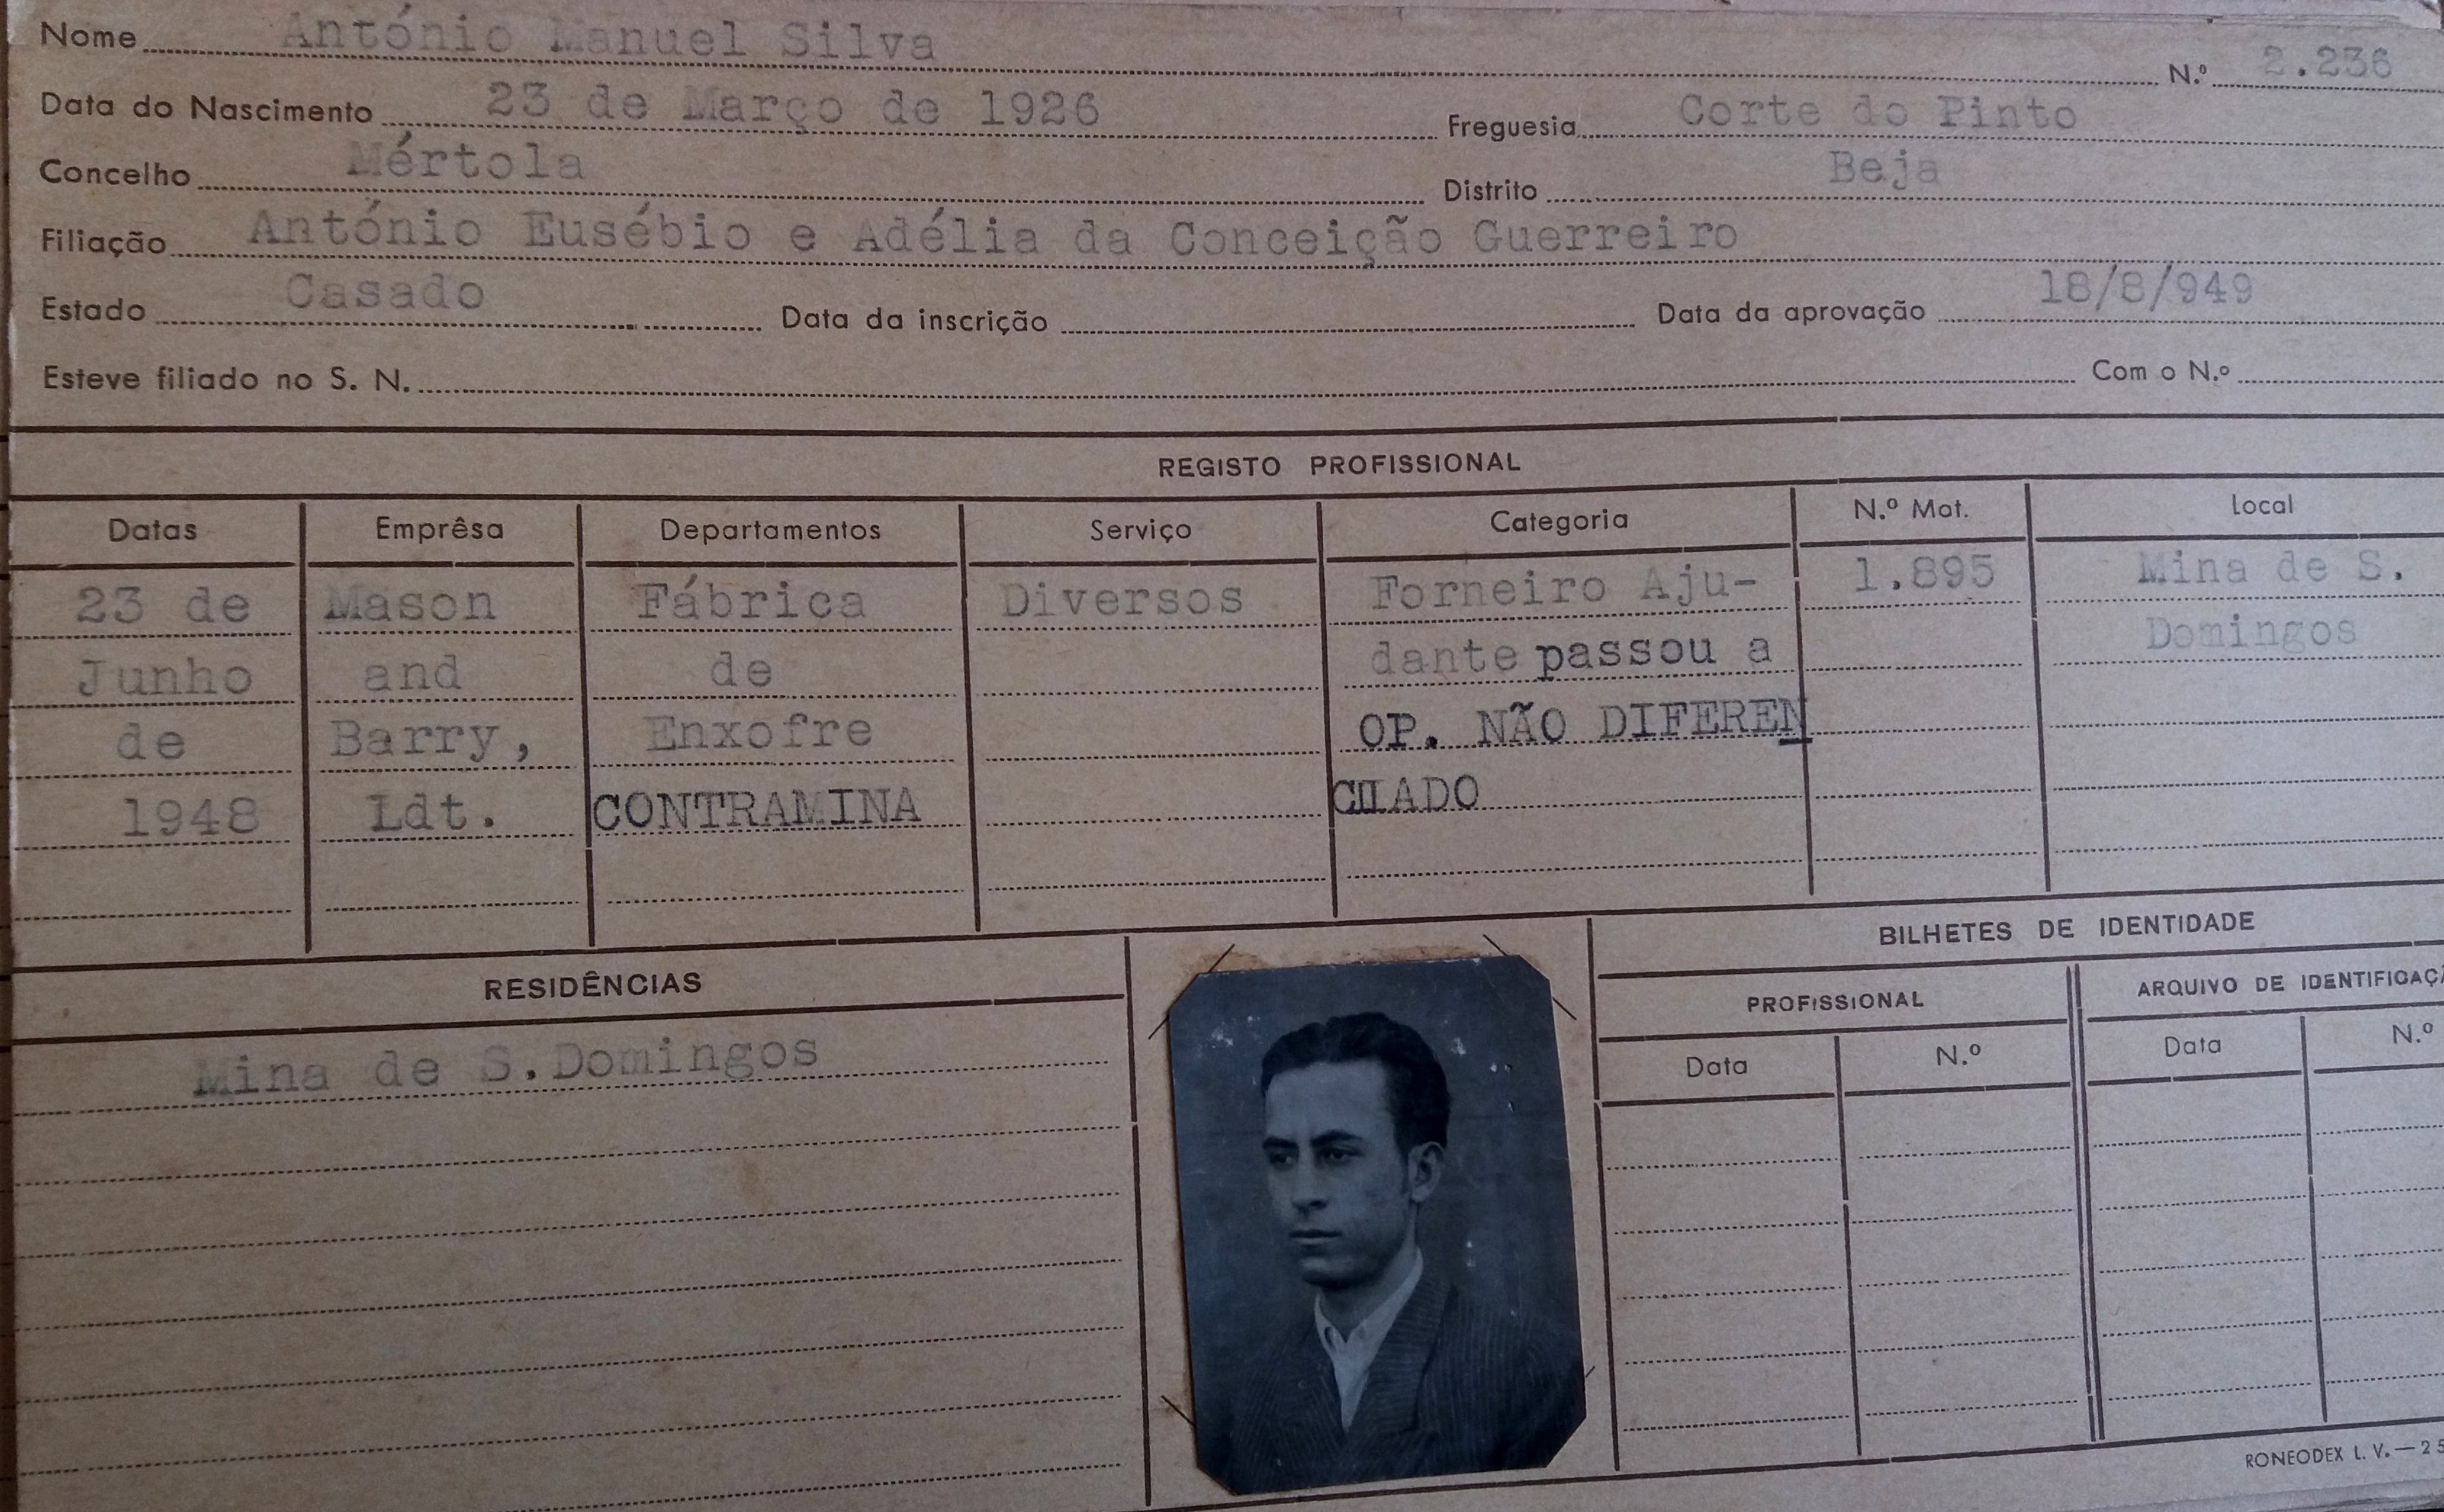 Nome António Manuel Silva N.º 2.236
Data do Nascimento 23 de Março de 1926 Freguesia Corte do Pinto
Concelho Mértola Distrito Beja
Filiação António Eusébio e Adélia da Conceição Guerreiro
Estado Casado Data da inscrição Data da aprovação 18/8/949
Esteve filiado no S. N. Com o N.º
REGISTO PROFISSIONAL
Datas Emprêsa Departamentos Serviço Categoria N.º Mat. Local
23 de Mason Fábrica Diversos Forneiro Aju- 1.895 Mina de S.
Junho and de dante passou a Domingos
de Barry, Enxofre OP. NÃO DIFEREN
1948 Ldt. CONTRAMINA CIIADO
RESIDÊNCIAS BILHETES DE IDENTIDADE
PROFISSIONAL ARQUIVO DE IDENTIFICAÇÃ
Data N.º Data N.º
Mina de S. Domingos
RONEODEX L. V. — 25